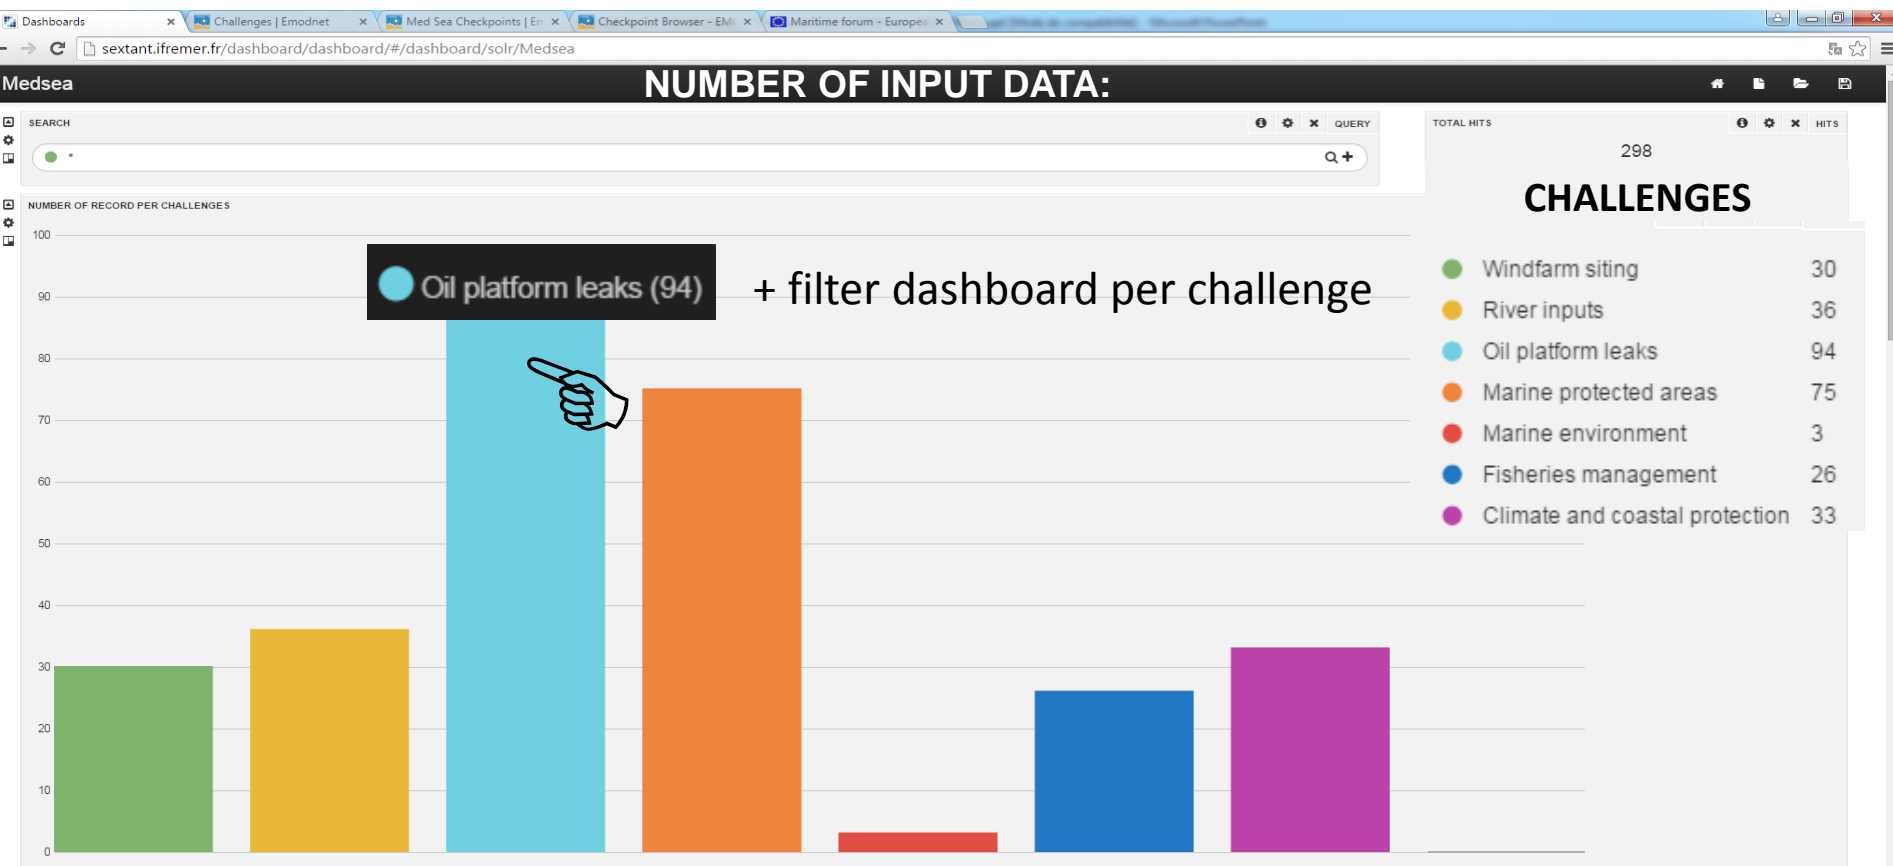 Dashboards
Challenges | Emodnet
Med Sea Checkpoints | En
Checkpoint Browser - EM
Maritime forum - Europea
sextant.ifremer.fr/dashboard/dashboard/#/dashboard/solr/Medsea
Medsea
NUMBER OF INPUT DATA:
SEARCH
QUERY
TOTAL HITS
HITS
*
298
CHALLENGES
NUMBER OF RECORD PER CHALLENGES
100
90
80
70
60
50
40
30
20
10
0
Oil platform leaks (94)
+ filter dashboard per challenge
Windfarm siting 30
River inputs 36
Oil platform leaks 94
Marine protected areas 75
Marine environment 3
Fisheries management 26
Climate and coastal protection 33